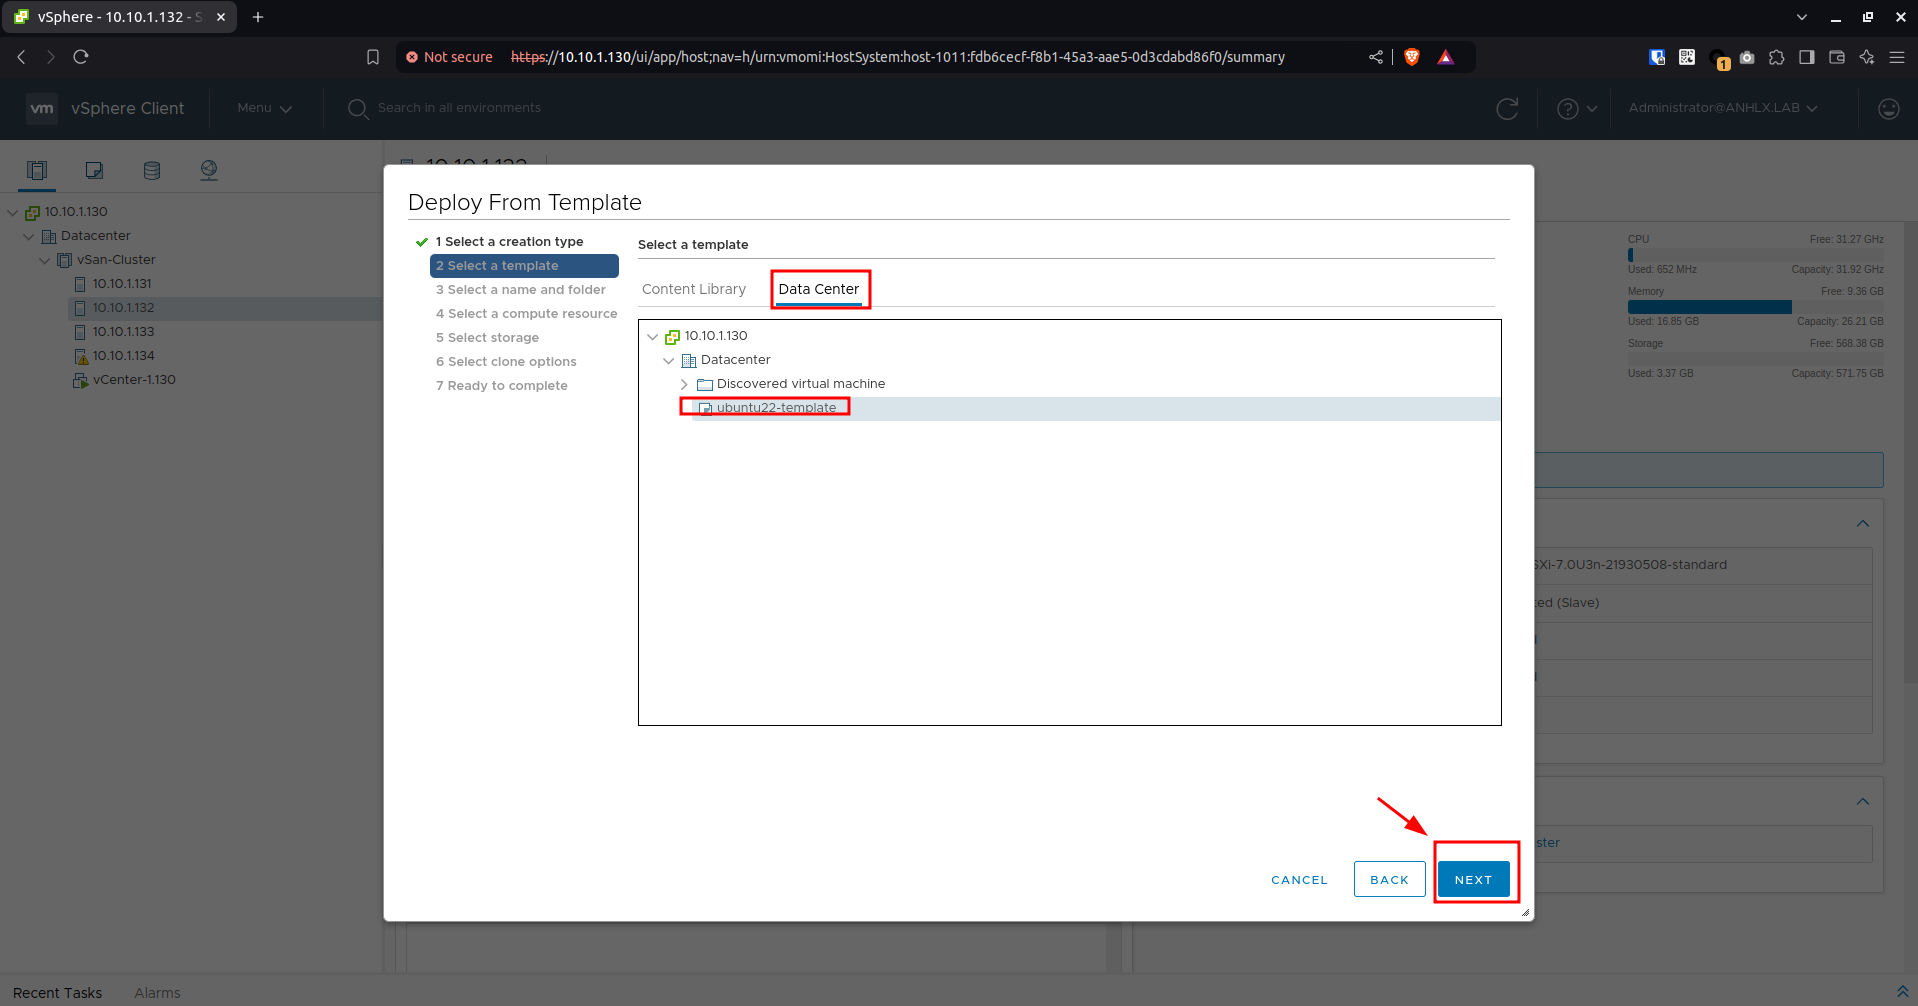 vSphere - 10.10.1.132 - S
Not secure https://10.10.1.130/ui/app/host;nav=h/urn:vmomi:HostSystem:host-1011:fdb6cecf-f8b1-45a3-aae5-0d3cdabd86f0/summary
1
vm vSphere Client Menu Search in all environments Administrator@ANHLX.LAB
10.10.1.132
10.10.1.130
Datacenter
vSan-Cluster
10.10.1.131
10.10.1.132
10.10.1.133
10.10.1.134
vCenter-1.130
Deploy From Template
1 Select a creation type
2 Select a template
3 Select a name and folder
4 Select a compute resource
5 Select storage
6 Select clone options
7 Ready to complete
Select a template
Content Library Data Center
10.10.1.130
Datacenter
Discovered virtual machine
ubuntu22-template
CANCEL BACK NEXT
CPU Free: 31.27 GHz
Used: 652 MHz Capacity: 31.92 GHz
Memory Free: 9.36 GB
Used: 16.85 GB Capacity: 26.21 GB
Storage Free: 568.38 GB
Used: 3.37 GB Capacity: 571.75 GB
SXi-7.0U3n-21930508-standard
ted (Slave)
ster
Recent Tasks Alarms